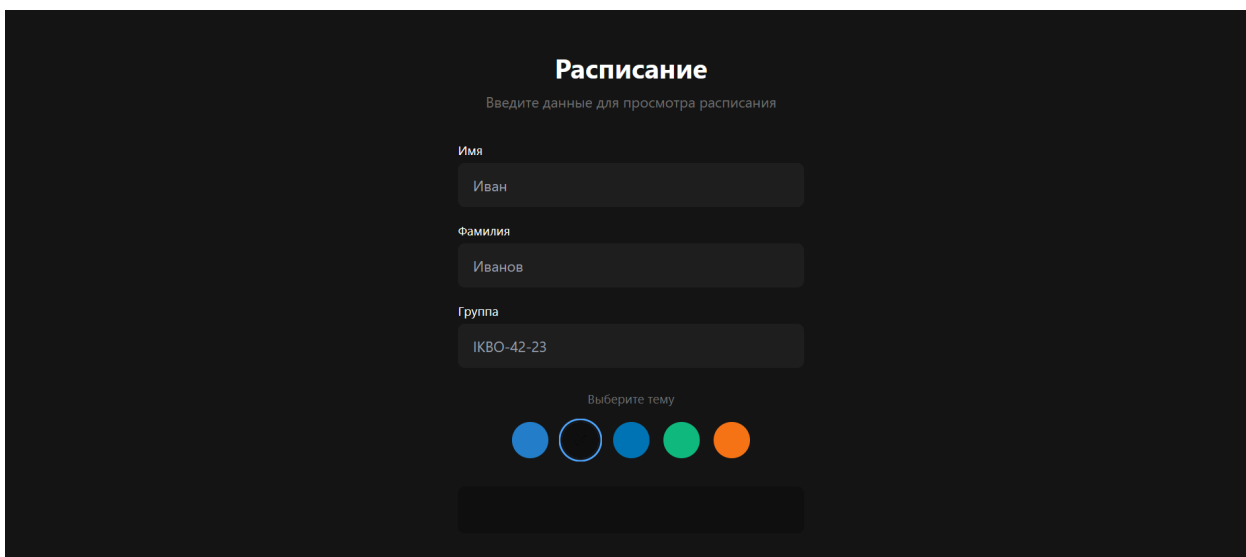 Расписание
Введите данные для просмотра расписания
Имя
Иван
Фамилия
Иванов
Группа
IKBO-42-23
Выберите тему